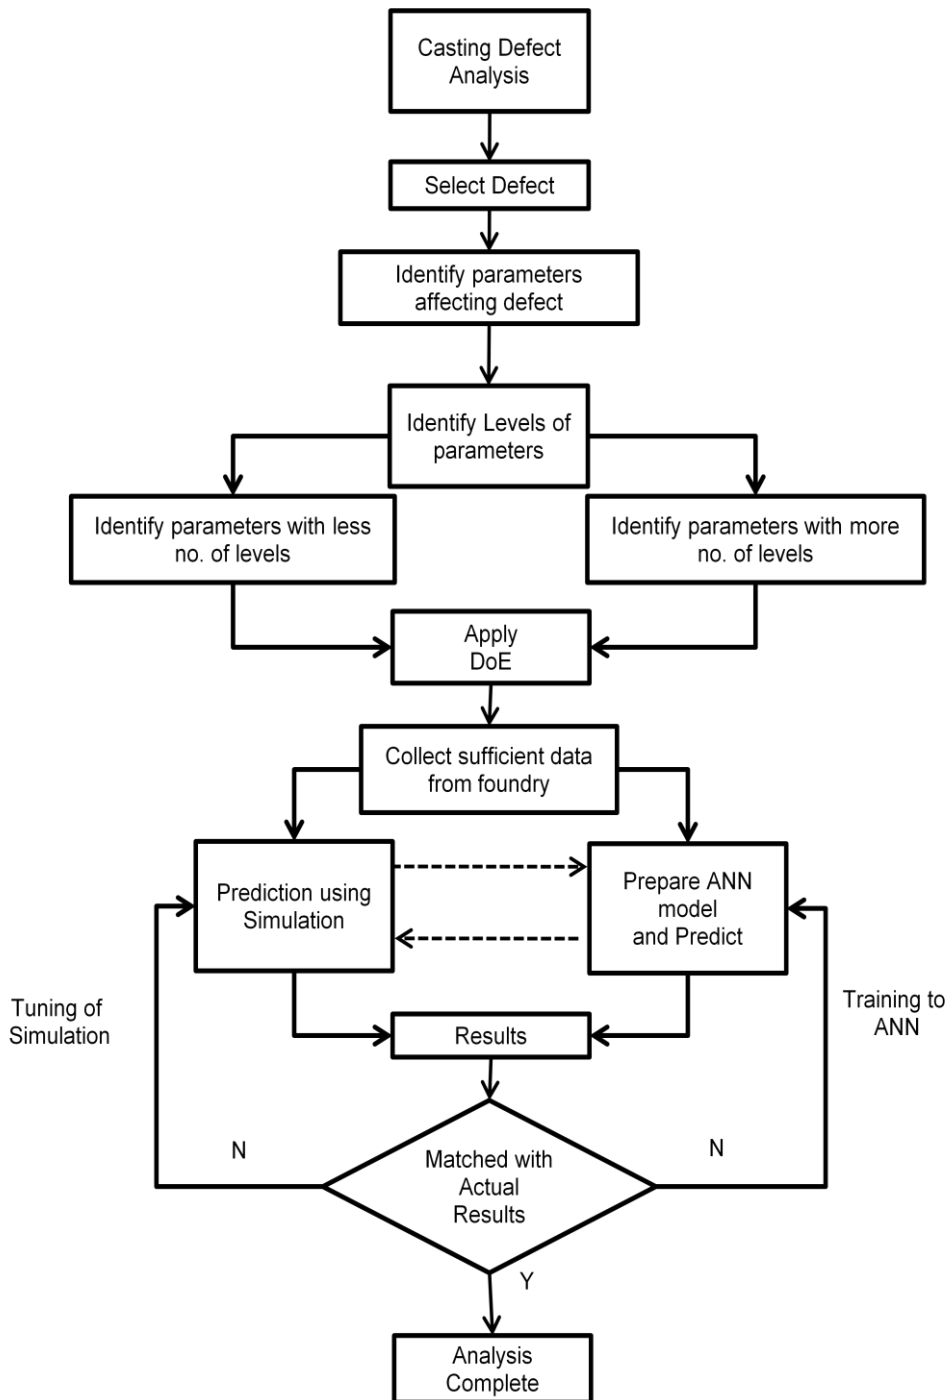 Casting Defect
Analysis
Select Defect
Identify parameters
affecting defect
Identify Levels of
parameters
Identify parameters with less
no. of levels
Identify parameters with more
no. of levels
Apply
DoE
Collect sufficient data
from foundry
Prediction using
Simulation
Prepare ANN
model
and Predict
Tuning of
Simulation
Training to
ANN
Results
N
Matched with
Actual
Results
N
Y
Analysis
Complete